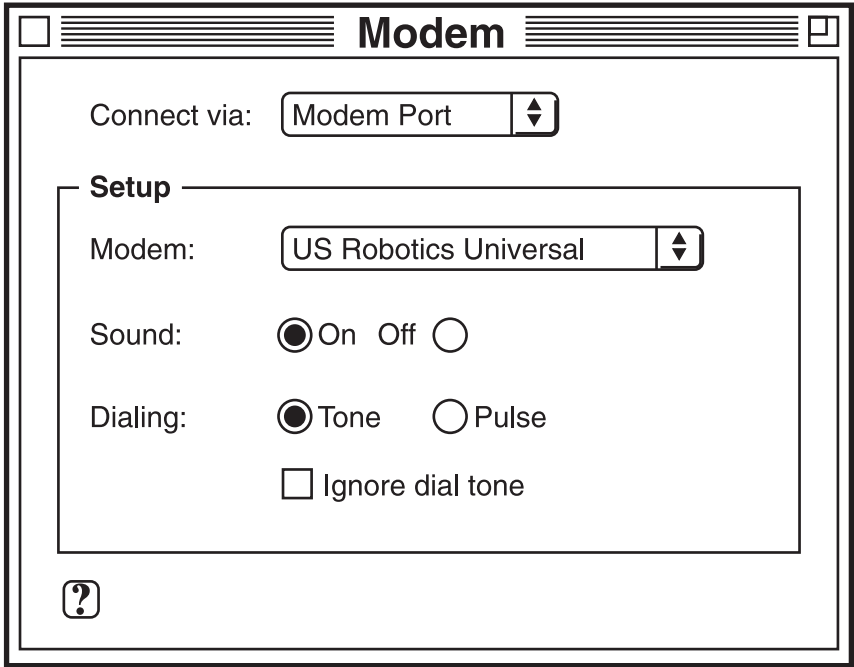 Modem
Connect via: Modem Port
Setup
Modem: US Robotics Universal
Sound: On Off
Dialing: Tone Pulse
Ignore dial tone
?